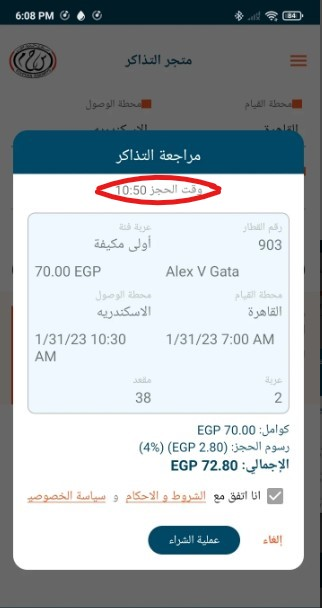 6:08 PM
84
متجر التذاكر
محطة القيام
محطة الوصول
القاهرة
الاسكندريه
مراجعة التذاكر
وقت الحجز 10:50
رقم القطار
عربة فئة
903
أولى مكيفة
Alex V Gata
70.00 EGP
محطة القيام
محطة الوصول
القاهرة
الاسكندريه
1/31/23 7:00 AM
1/31/23 10:30
AM
عربة
مقعد
2
38
كوامل: 70.00 EGP
رسوم الحجز: (2.80 EGP) (4%)
الإجمالي: 72.80 EGP
انا اتفق مع الشروط و الاحكام و سياسة الخصوصي
إلغاء
عملية الشراء